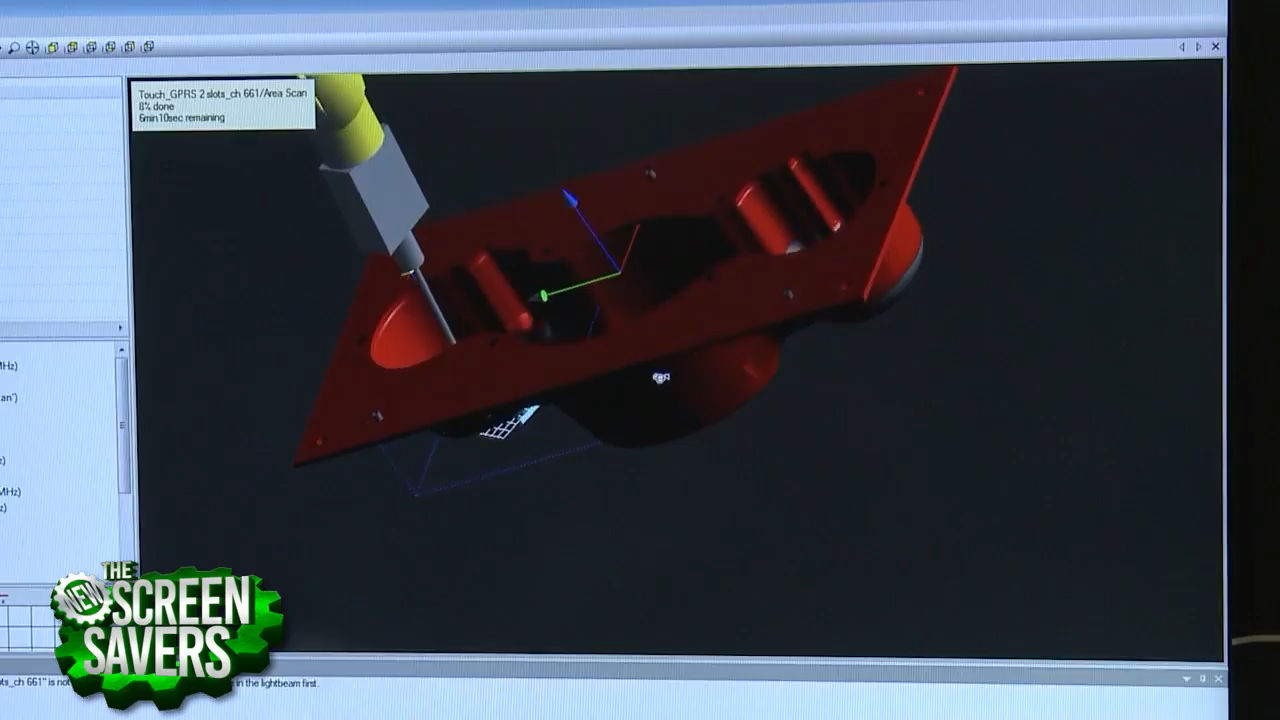 Touch_GPRS 2 slots_ch 661/Area Scan
8% done
6min10sec remaining
MHz)
an")
z)
MHz)
z)
THE
NEW
SCREEN
SAVERS
ots_ch 661" is not
in the lightbeam first.